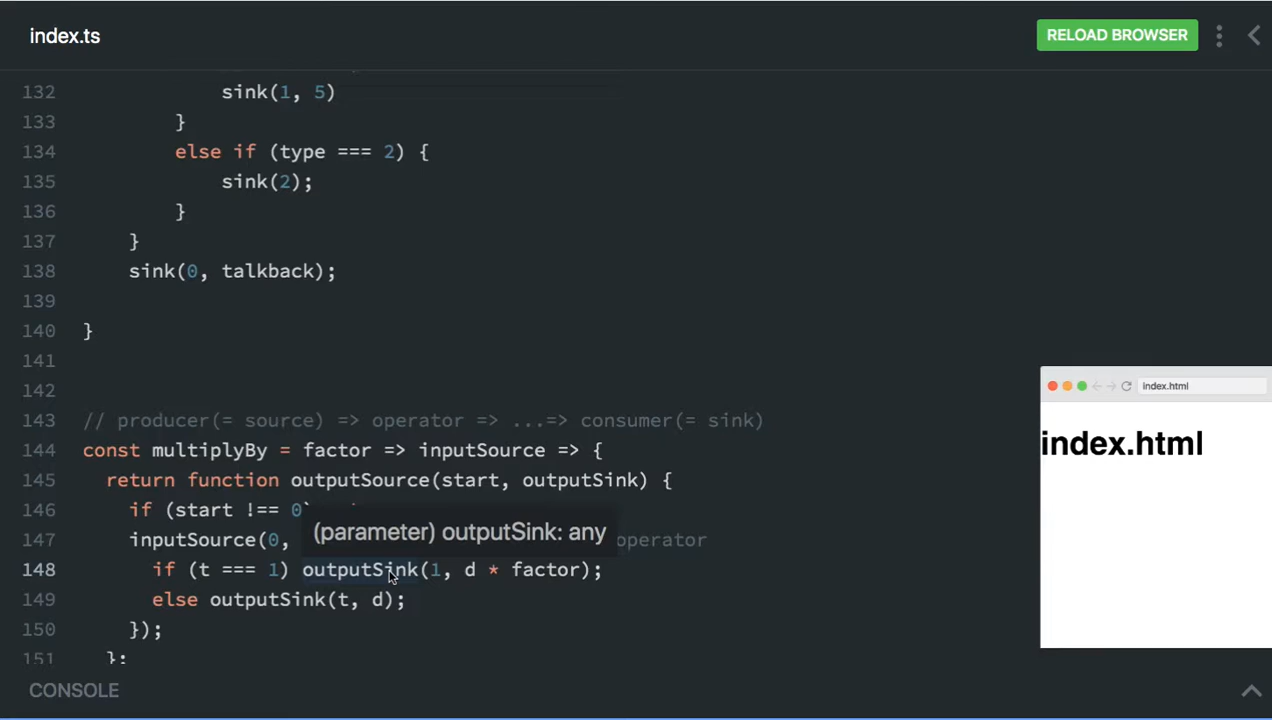 index.ts
RELOAD BROWSER
132 sink(1, 5)
133 }
134 else if (type === 2) {
135 sink(2);
136 }
137 }
138 sink(0, talkback);
139
140 }
141
142
143 // producer(= source) => operator => ...=> consumer(= sink)
144 const multiplyBy = factor => inputSource => {
145 return function outputSource(start, outputSink) {
146 if (start !== 0)
(parameter) outputSink: any
147 inputSource(0, operator
148 if (t === 1) outputSink(1, d * factor);
149 else outputSink(t, d);
150 });
151 };
CONSOLE
index.html
index.html